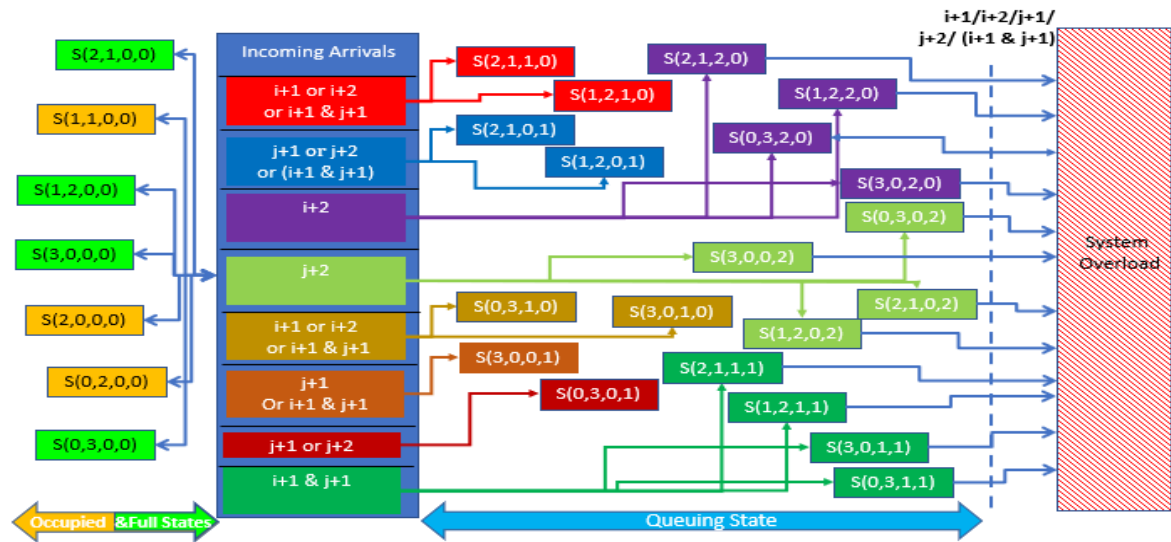 S(2,1,0,0)
S(1,1,0,0)
S(1,2,0,0)
S(3,0,0,0)
S(2,0,0,0)
S(0,2,0,0)
S(0,3,0,0)
Occupied &Full States
Incoming Arrivals
i+1 or i+2
or i+1 & j+1
j+1 or j+2
or (i+1 & j+1)
i+2
j+2
i+1 or i+2
or i+1 & j+1
j+1
Or i+1 & j+1
j+1 or j+2
i+1 & j+1
S(2,1,1,0)
S(1,2,1,0)
S(2,1,0,1)
S(1,2,0,1)
S(2,1,2,0)
S(1,2,2,0)
S(0,3,2,0)
S(3,0,2,0)
S(0,3,0,2)
S(3,0,0,2)
S(2,1,0,2)
S(1,2,0,2)
S(0,3,1,0)
S(3,0,1,0)
S(3,0,0,1)
S(0,3,0,1)
S(2,1,1,1)
S(1,2,1,1)
S(3,0,1,1)
S(0,3,1,1)
Queuing State
i+1/i+2/j+1/
j+2/ (i+1 & j+1)
System
Overload